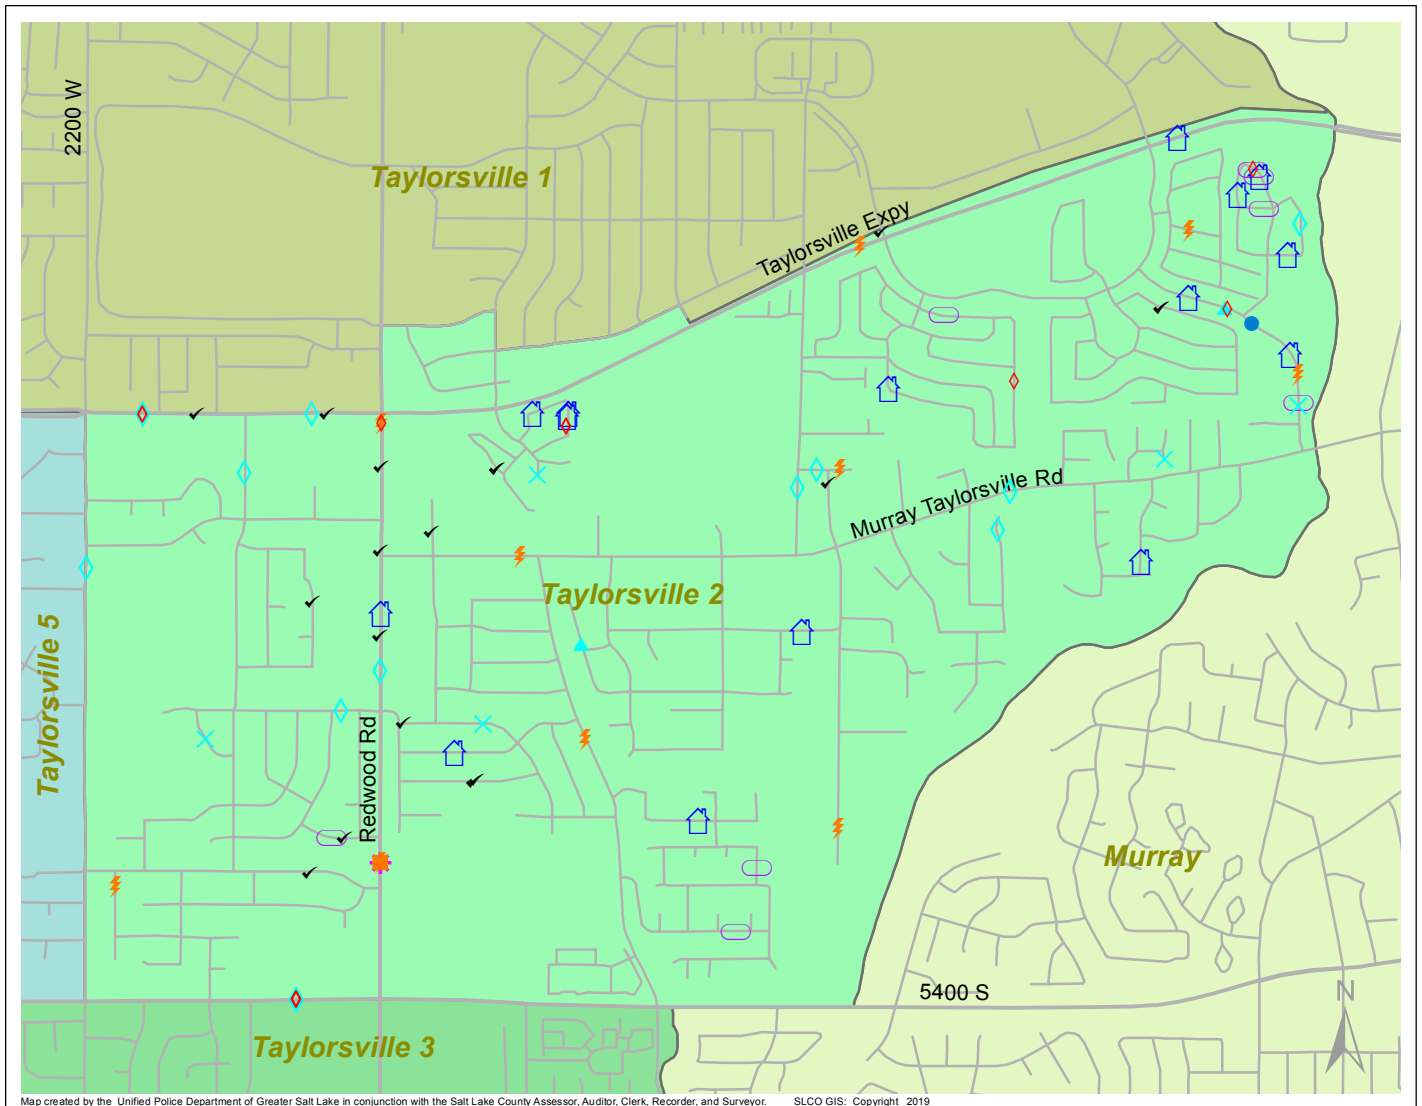 2200 W
Taylorsville 1
Taylorsville Expy
Murray Taylorsville Rd
Taylorsville 2
Taylorsville 5
Redwood Rd
Murray
5400 S
N
Taylorsville 3
Map created by the Unified Police Department of Greater Salt Lake in conjunction with the Salt Lake County Assessor, Auditor, Clerk, Recorder, and Surveyor. SLCO GIS: Copyright 2019